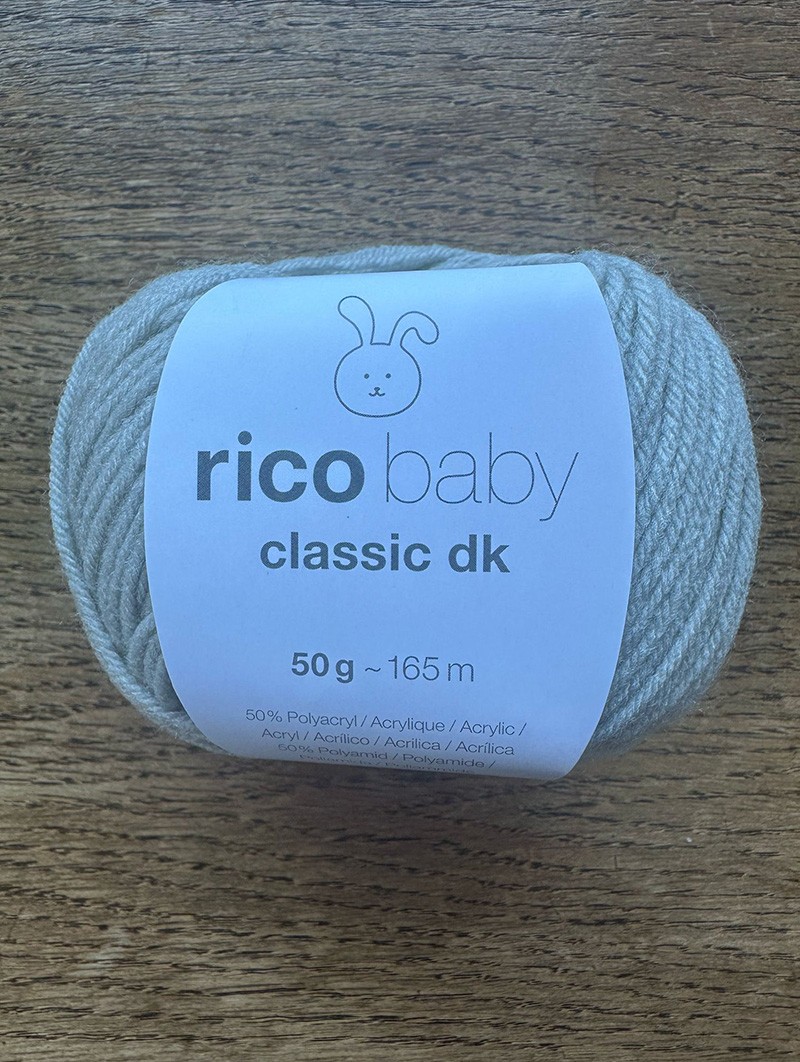 rico baby
classic dk
50 g ~ 165 m
50% Polyacryl / Acrylique / Acrylic /
Acryl / Acrílico / Acrilica / Acrílica
50% Polyamid / Polyamide /